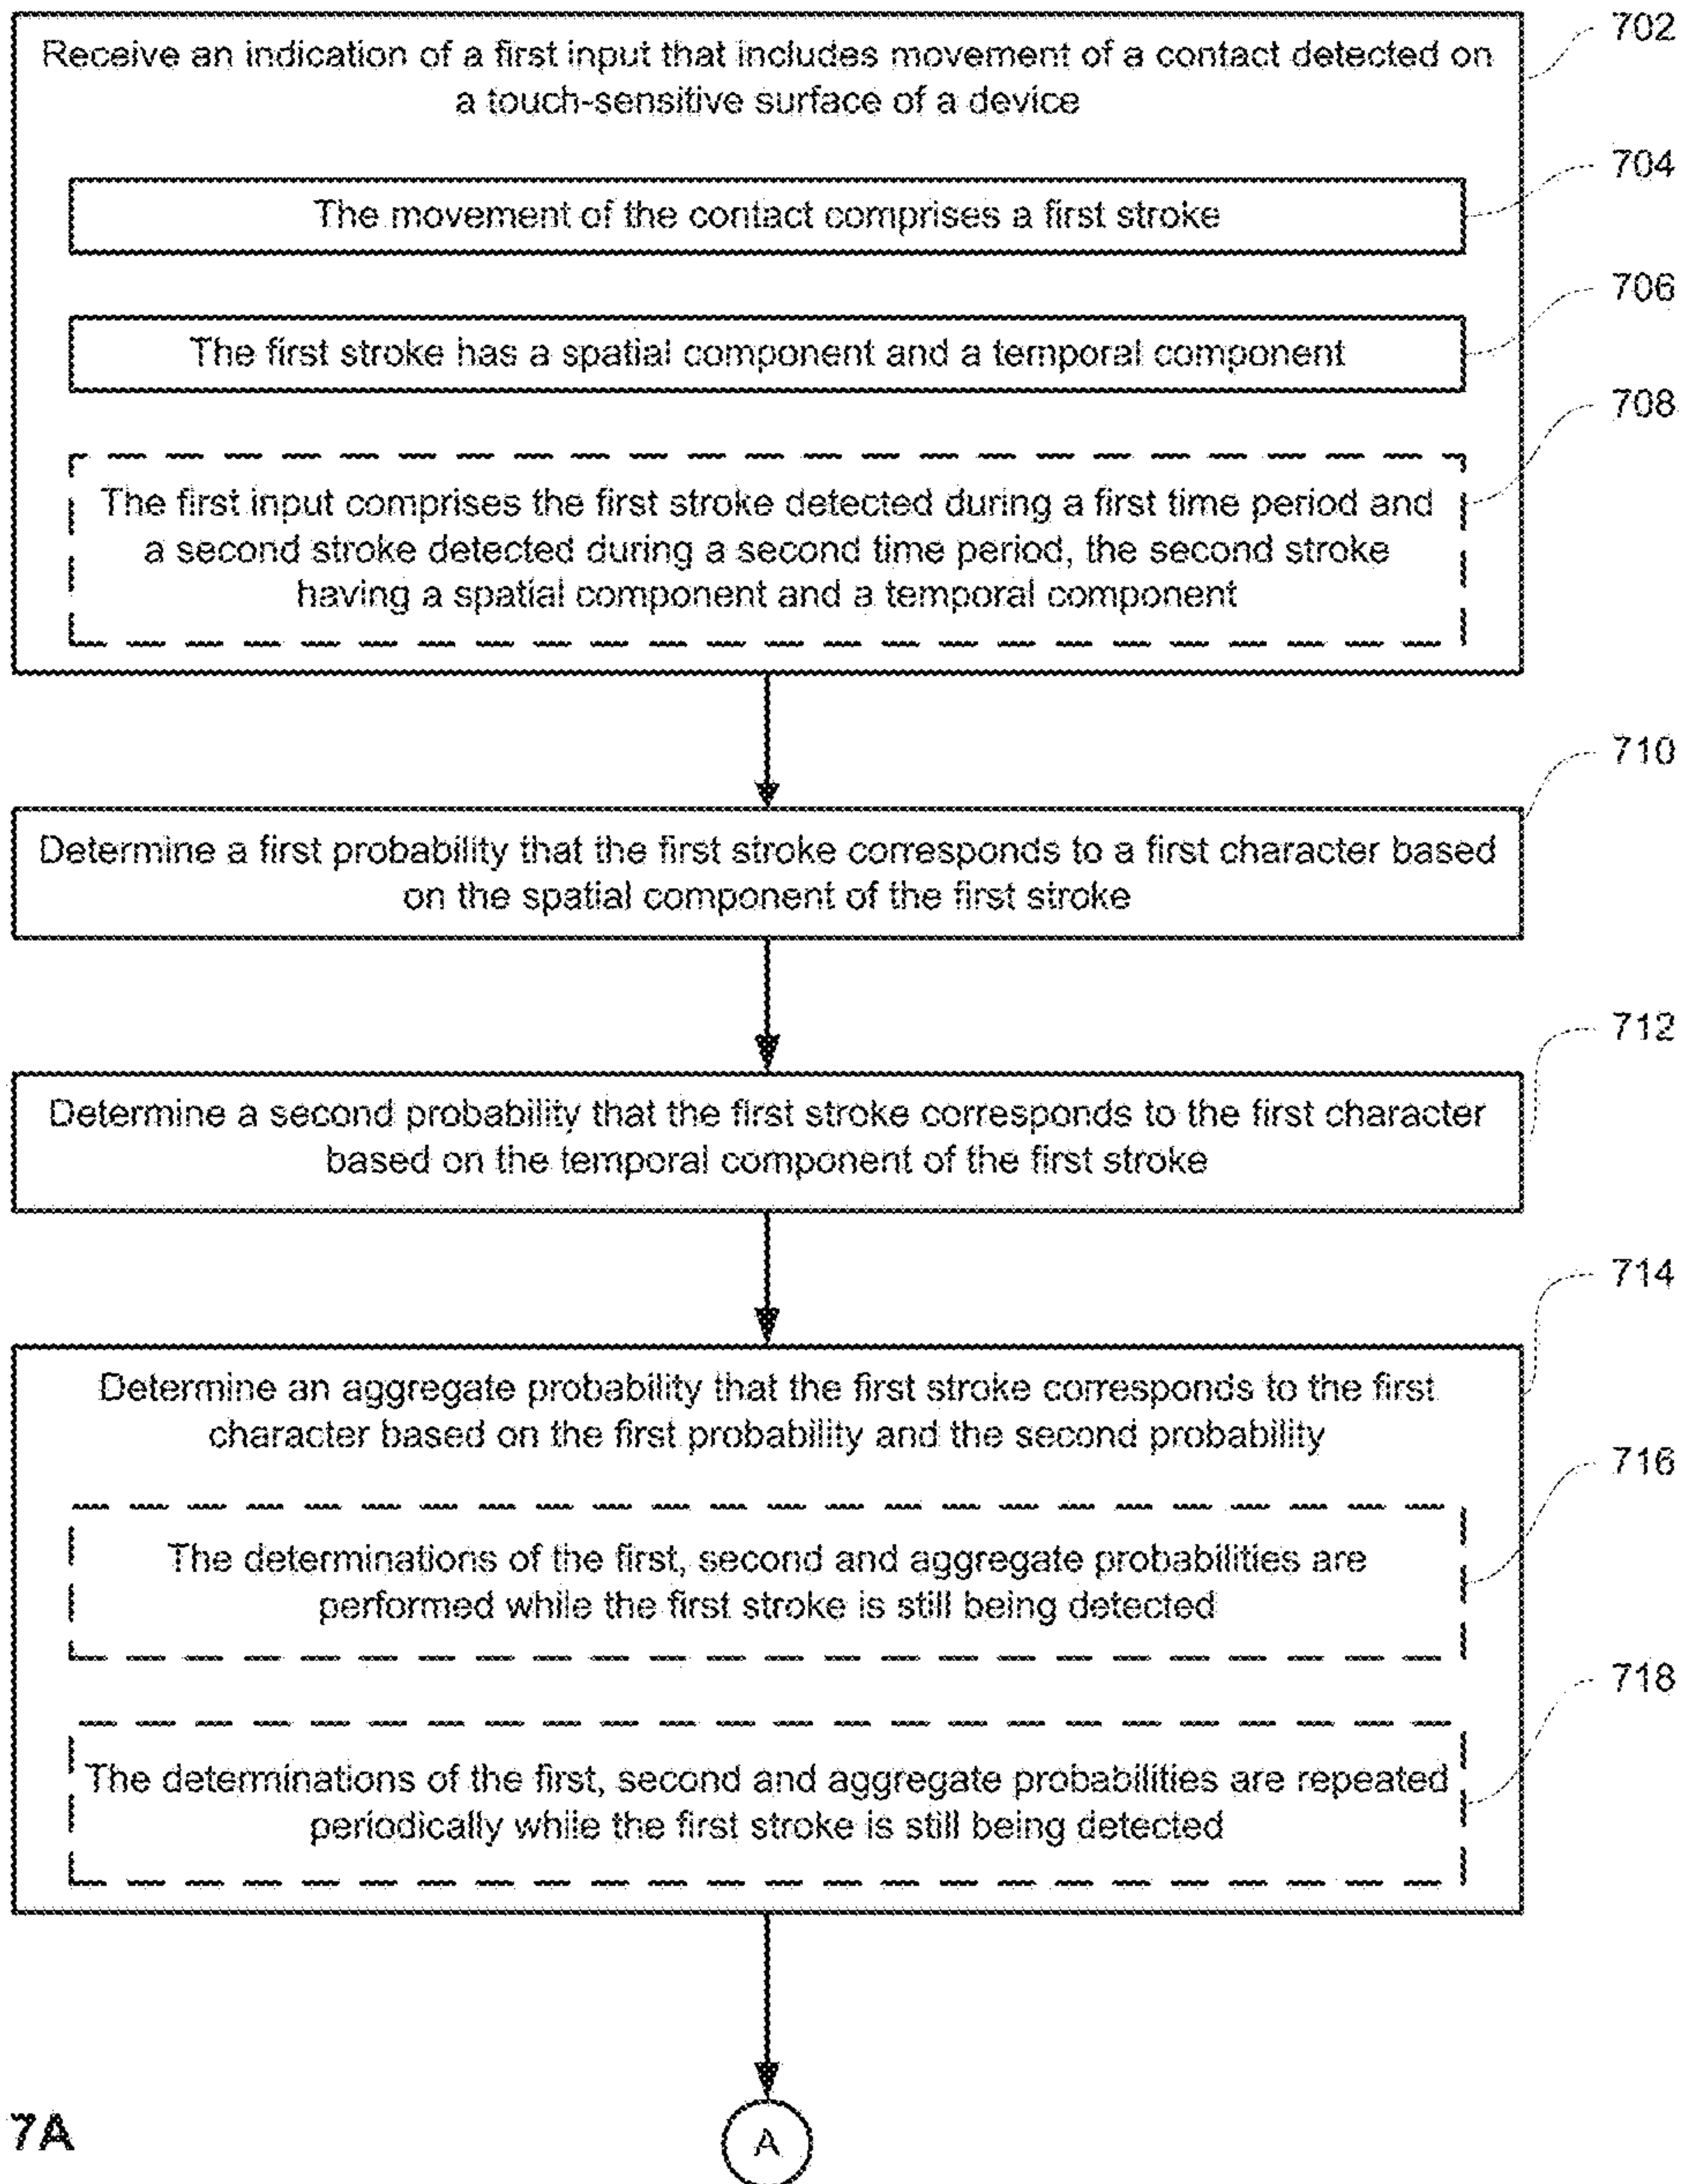 702
Receive an indication of a first input that includes movement of a contact detected on
a touch-sensitive surface of a device
704
The movement of the contact comprises a first stroke
706
The first stroke has a spatial component and a temporal component
708
The first input comprises the first stroke detected during a first time period and
a second stroke detected during a second time period, the second stroke
having a spatial component and a temporal component
710
Determine a first probability that the first stroke corresponds to a first character based
on the spatial component of the first stroke
712
Determine a second probability that the first stroke corresponds to the first character
based on the temporal component of the first stroke
714
Determine an aggregate probability that the first stroke corresponds to the first
character based on the first probability and the second probability
716
The determinations of the first, second and aggregate probabilities are
performed while the first stroke is still being detected
718
The determinations of the first, second and aggregate probabilities are repeated
periodically while the first stroke is still being detected
7A
A